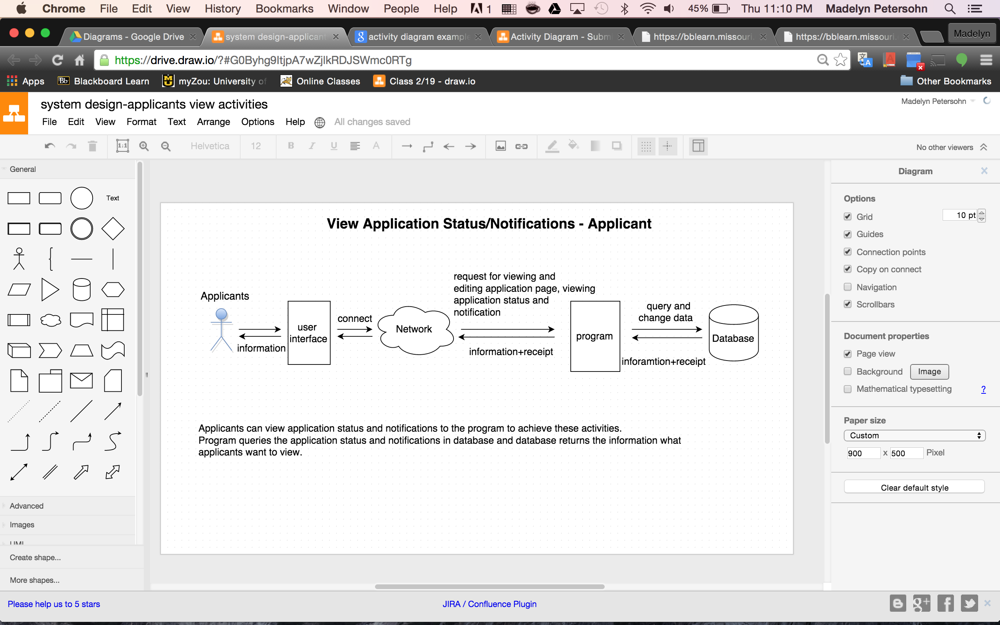 Chrome File Edit View History Bookmarks Window People Help 1 45% Thu 11:10 PM Madelyn Petersohn
Diagrams - Google Drive system design-applicant activity diagram example Activity Diagram - Subm https://bblearn.missouri. https://bblearn.missouri. Madelyn
https://drive.draw.io/?#G0Byhg9ItjpA7wZjlkRDJSWmc0RTg
Apps Bb Blackboard Learn myZou: University of Online Classes Class 2/19 - draw.io Other Bookmarks
system design-applicants view activities
Madelyn Petersohn
File Edit View Format Text Arrange Options Help All changes saved
1:1 Helvetica 12 B I U A No other viewers
General
Text
Advanced
Images
UML
Create shape...
More shapes...
View Application Status/Notifications - Applicant
Applicants
information
user
interface
connect
Network
request for viewing and
editing application page, viewing
application status and
notification
information+receipt
program
query and
change data
inforamtion+receipt
Database
Applicants can view application status and notifications to the program to achieve these activities.
Program queries the application status and notifications in database and database returns the information what
applicants want to view.
Diagram
Options
Grid 10 pt
Guides
Connection points
Copy on connect
Navigation
Scrollbars
Document properties
Page view
Background Image
Mathematical typesetting ?
Paper size
Custom
900 x 500 Pixel
Clear default style
Please help us to 5 stars JIRA / Confluence Plugin